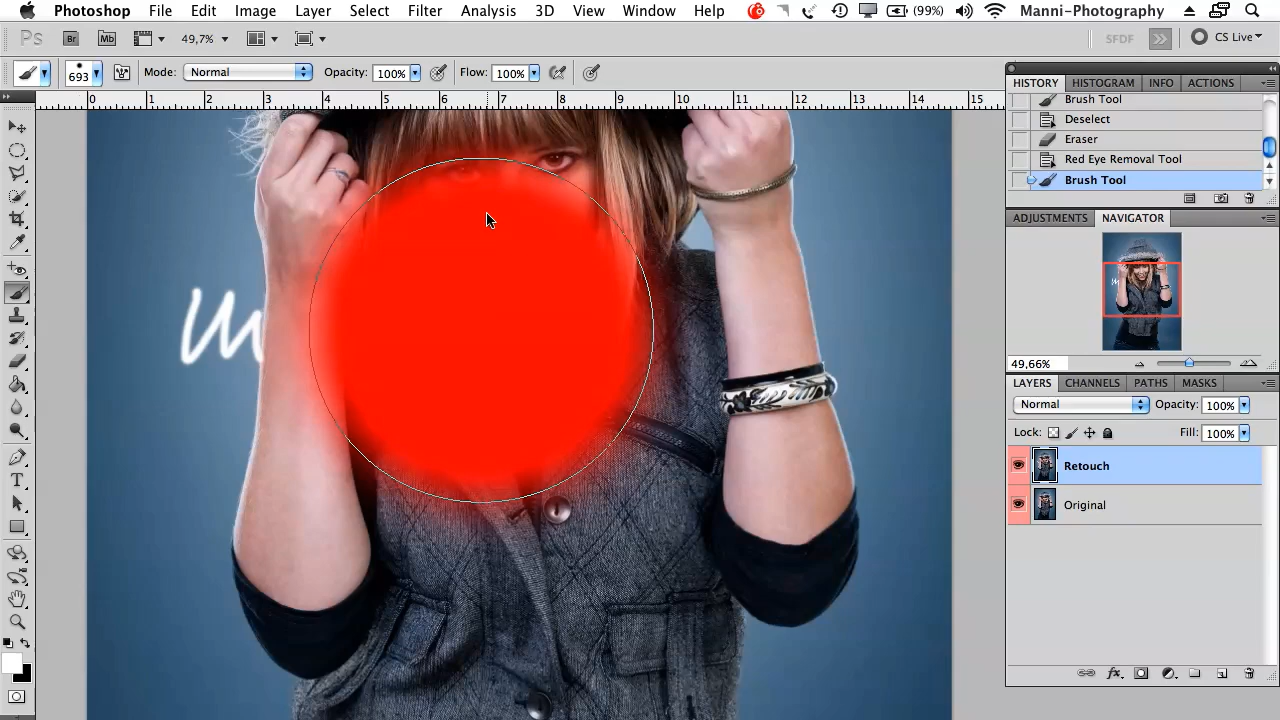 Photoshop File Edit Image Layer Select Filter Analysis 3D View Window Help (99%) Manni-Photography
Ps Br Mb 49,7% SFDF CS Live
693 Mode: Normal Opacity: 100% Flow: 100%
0 1 2 3 4 5 6 7 8 9 10 11 12 13 14 15
HISTORY HISTOGRAM INFO ACTIONS
Brush Tool
Deselect
Eraser
Red Eye Removal Tool
Brush Tool
ADJUSTMENTS NAVIGATOR
49,66%
LAYERS CHANNELS PATHS MASKS
Normal Opacity: 100%
Lock: Fill: 100%
Retouch
Original